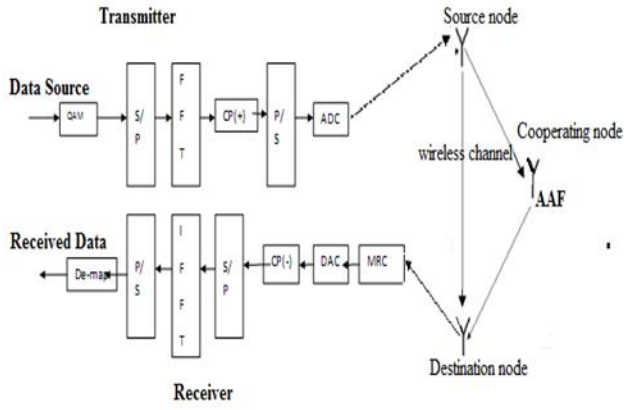 Transmitter
Source node
Data Source
QAM
S/
P
F
F
T
CP(+)
P/
S
ADC
Cooperating node
wireless channel
AAF
Received Data
De-map
P/
S
I
F
F
T
S/
P
CP(-)
DAC
MRC
Destination node
Receiver